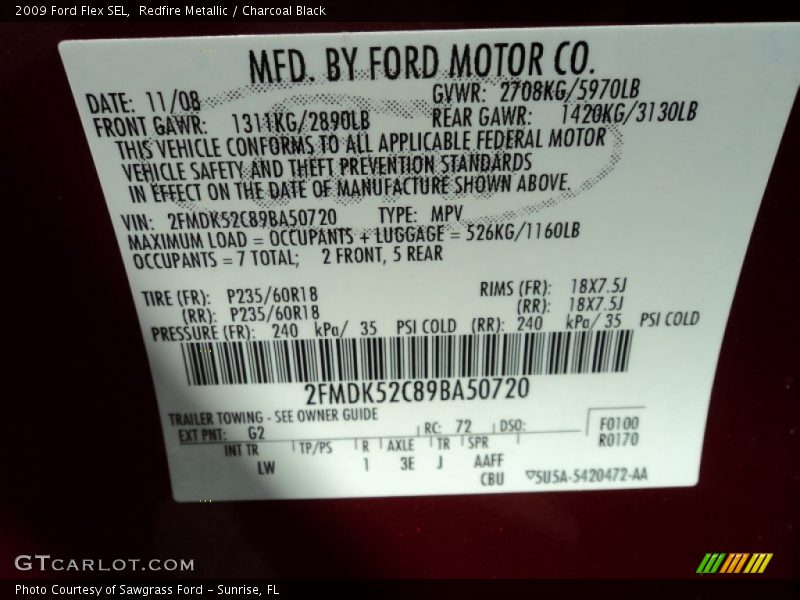 2009 Ford Flex SEL,  Redfire Metallic / Charcoal Black
MFD. BY FORD MOTOR CO.
DATE: 11/08 GVWR: 2708KG/5970LB
FRONT GAWR: 1311KG/2890LB REAR GAWR: 1420KG/3130LB
THIS VEHICLE CONFORMS TO ALL APPLICABLE FEDERAL MOTOR
VEHICLE SAFETY AND THEFT PREVENTION STANDARDS
IN EFFECT ON THE DATE OF MANUFACTURE SHOWN ABOVE.
VIN: 2FMDK52C89BA50720 TYPE: MPV
MAXIMUM LOAD = OCCUPANTS + LUGGAGE = 526KG/1160LB
OCCUPANTS = 7 TOTAL; 2 FRONT, 5 REAR
TIRE (FR): P235/60R18 RIMS (FR): 18X7.5J
(RR): P235/60R18 (RR): 18X7.5J
PRESSURE (FR): 240 kPa/ 35 PSI COLD (RR): 240 kPa/ 35 PSI COLD
2FMDK52C89BA50720
TRAILER TOWING - SEE OWNER GUIDE
EXT PNT: G2 RC: 72 DSO: F0100
R0170
INT TR TP/PS R AXLE TR SPR
LW 1 3E J AAFF
CBU ▽5U5A-5420472-AA
GTCARLOT.COM
Photo Courtesy of Sawgrass Ford - Sunrise, FL